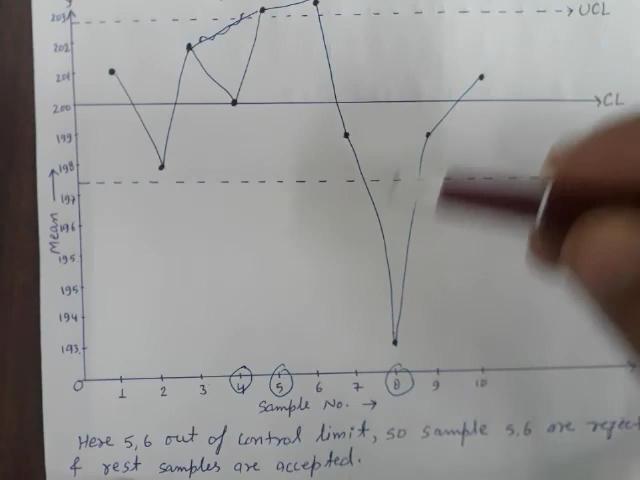 203
UCL
202
201
200
CL
199
198
197
Mean
196
195
195
194
193
0 1 2 3 4 5 6 7 8 9 10
Sample No. →
Here 5,6 out of control limit, so sample 5,6 are reject
& rest samples are accepted.